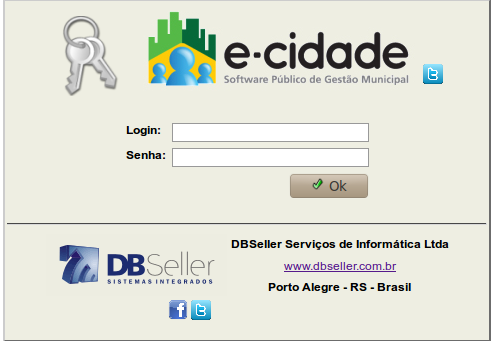 e-cidade
Software Público de Gestão Municipal
Login:
Senha:
Ok
DBSeller
SISTEMAS INTEGRADOS
DBSeller Serviços de Informática Ltda
www.dbseller.com.br
Porto Alegre - RS - Brasil